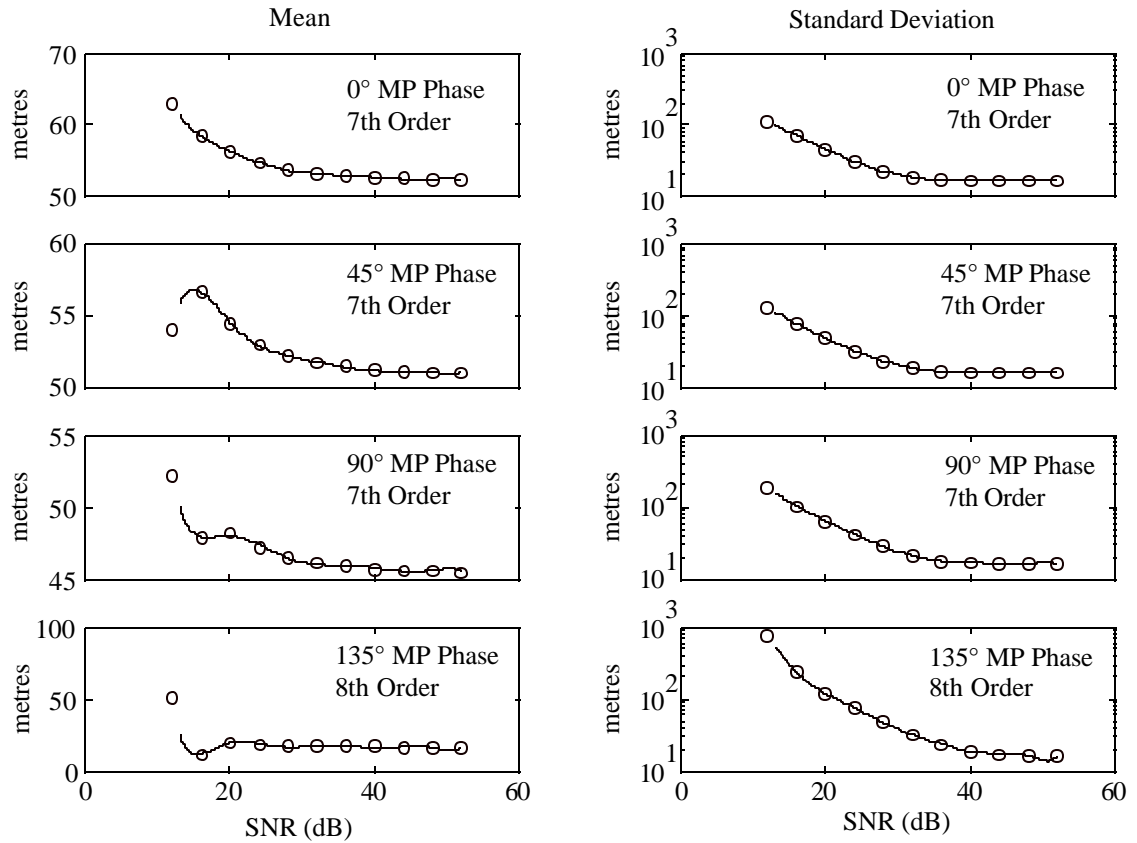 Mean
Standard Deviation
70
60
50
metres
0° MP Phase
7th Order
10^3
10^2
10^1
metres
0° MP Phase
7th Order
60
55
50
metres
45° MP Phase
7th Order
10^3
10^2
10^1
metres
45° MP Phase
7th Order
55
50
45
metres
90° MP Phase
7th Order
10^3
10^2
10^1
metres
90° MP Phase
7th Order
100
50
0
metres
135° MP Phase
8th Order
0 20 40 60
SNR (dB)
10^3
10^2
10^1
metres
135° MP Phase
8th Order
0 20 40 60
SNR (dB)